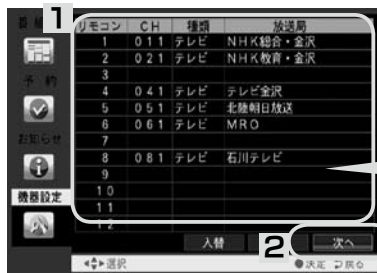 番組
1
リモコン CH 種類 放送局
1 011 テレビ NHK総合・金沢
2 021 テレビ NHK教育・金沢
3
予約
4 041 テレビ テレビ金沢
5 051 テレビ 北陸朝日放送
6 061 テレビ MRO
お知らせ
7
8 081 テレビ 石川テレビ
9
機器設定
10
11
12
入替
2
次へ
選択
決定 戻る